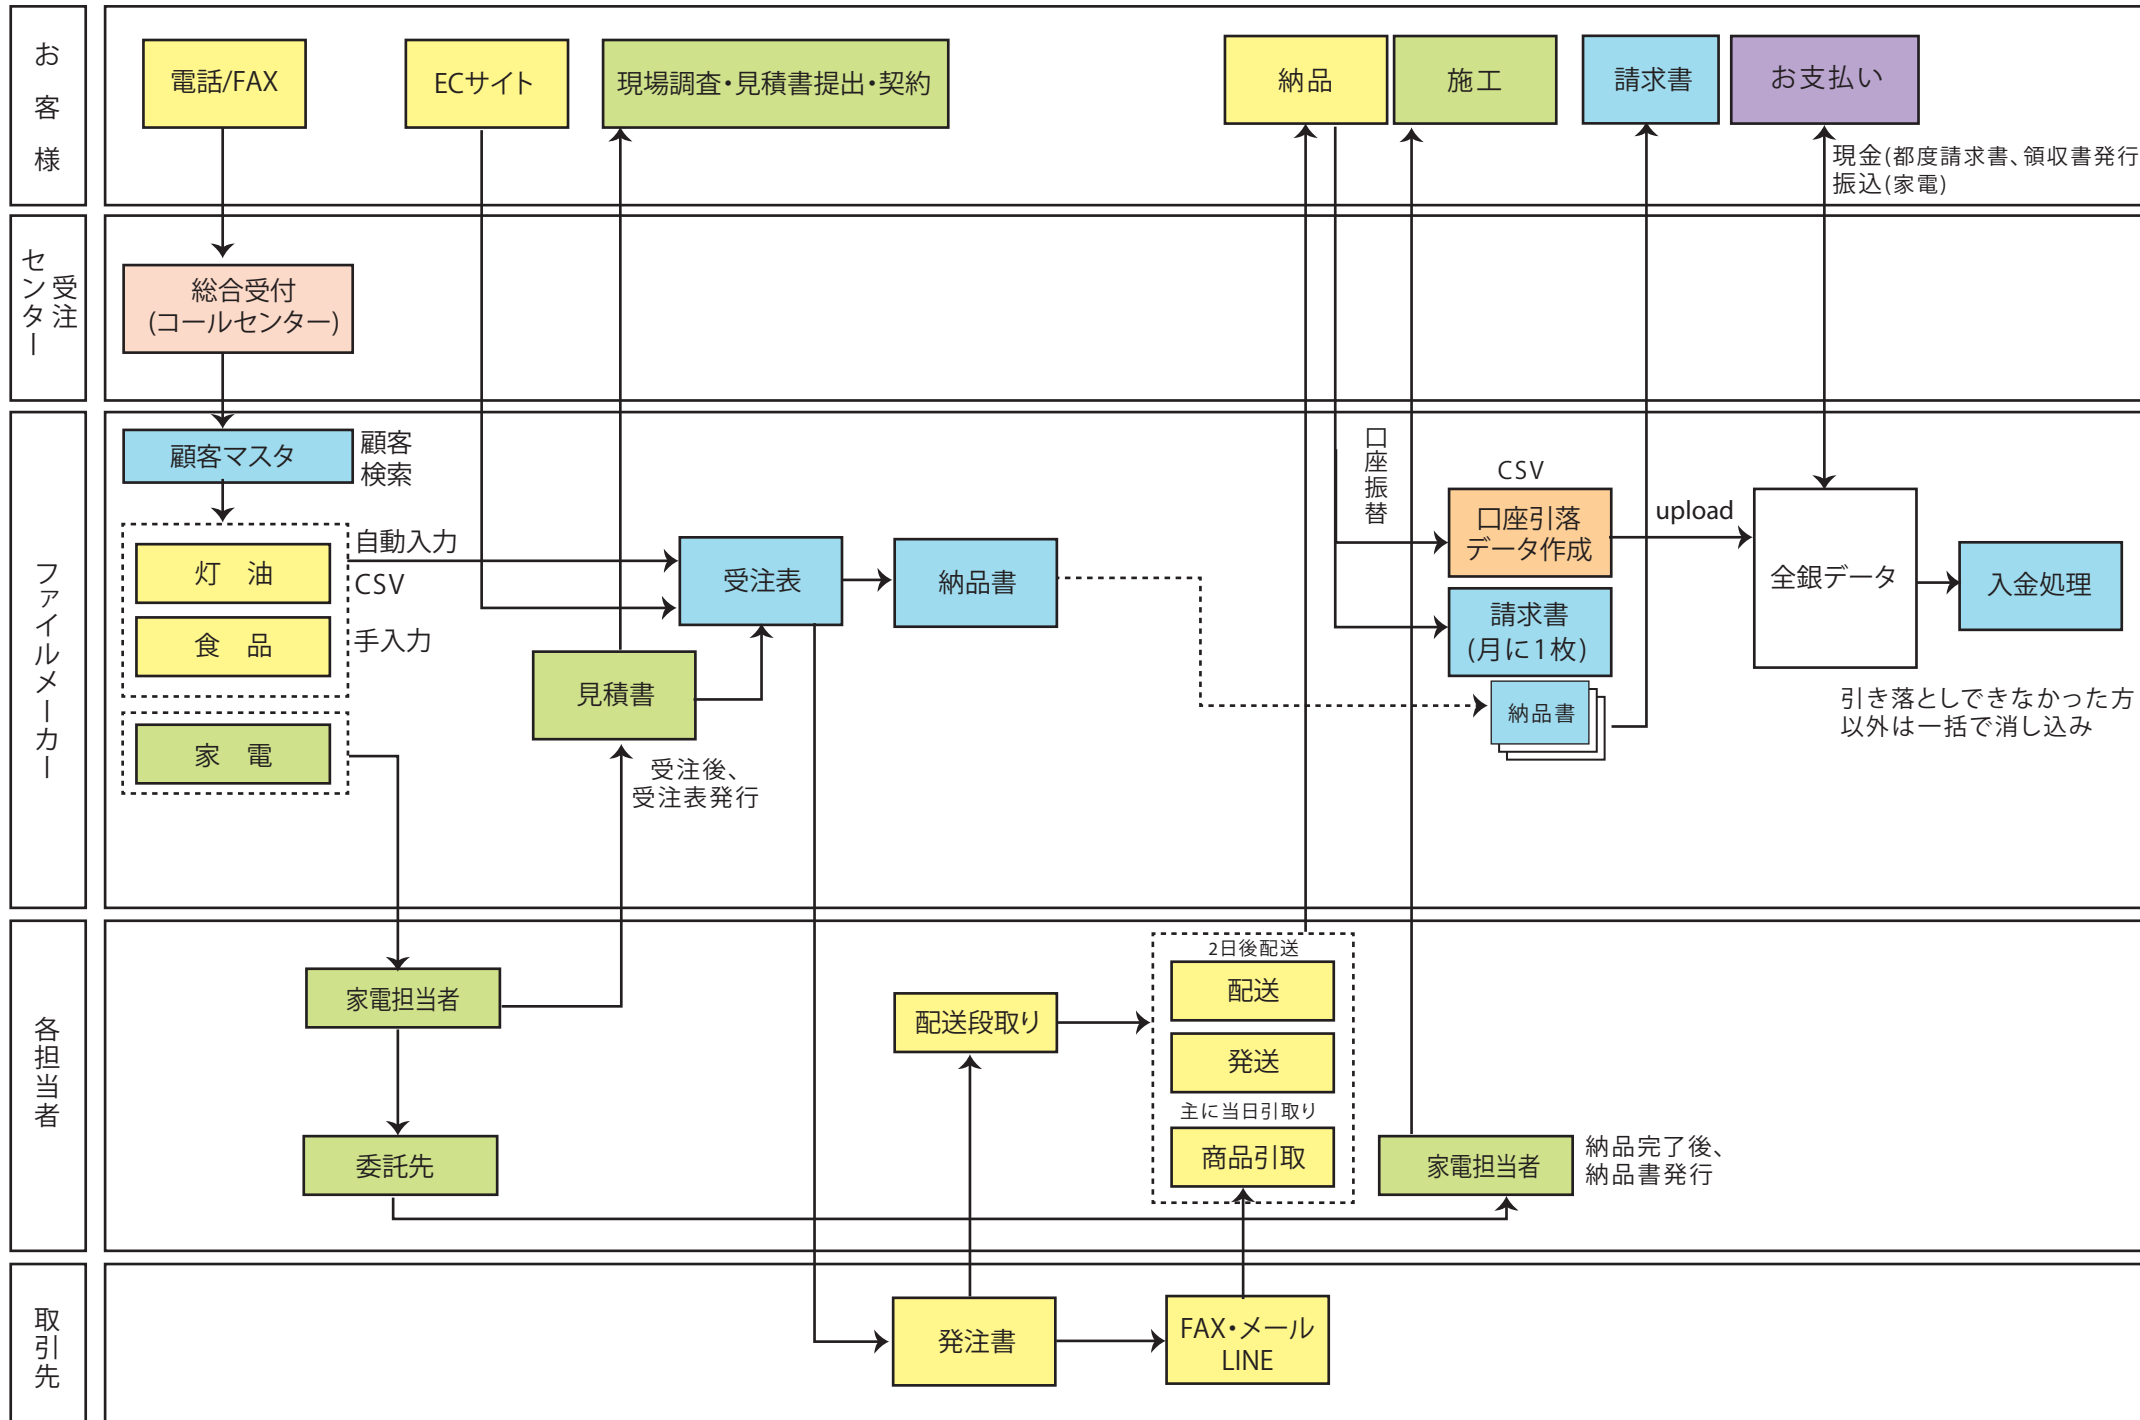 お客様
電話/FAX
ECサイト
現場調査・見積書提出・契約
納品
施工
請求書
お支払い
現金(都度請求書、領収書発行
振込(家電)
受注
センター
総合受付
(コールセンター)
ファイルメーカー
顧客マスタ
顧客
検索
灯 油
食 品
自動入力
CSV
手入力
家 電
受注表
納品書
見積書
受注後、
受注表発行
口座振替
CSV
口座引落
データ作成
upload
請求書
(月に1枚)
納品書
全銀データ
入金処理
引き落としできなかった方
以外は一括で消し込み
各担当者
家電担当者
委託先
配送段取り
2日後配送
配送
発送
主に当日引取り
商品引取
家電担当者
納品完了後、
納品書発行
取引先
発注書
FAX・メール
LINE